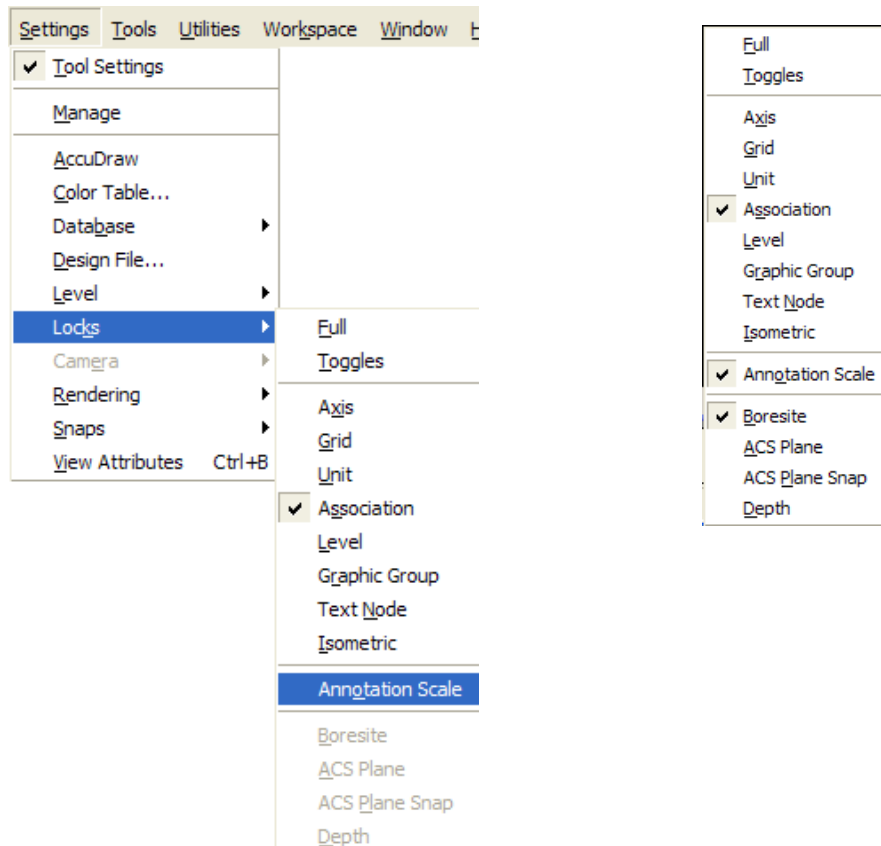 Settings Tools Utilities Workspace Window H
Tool Settings
Manage
AccuDraw
Color Table...
Database
Design File...
Level
Locks
Camera
Rendering
Snaps
View Attributes Ctrl+B
Full
Toggles
Axis
Grid
Unit
Association
Level
Graphic Group
Text Node
Isometric
Annotation Scale
Boresite
ACS Plane
ACS Plane Snap
Depth
Full
Toggles
Axis
Grid
Unit
Association
Level
Graphic Group
Text Node
Isometric
Annotation Scale
Boresite
ACS Plane
ACS Plane Snap
Depth